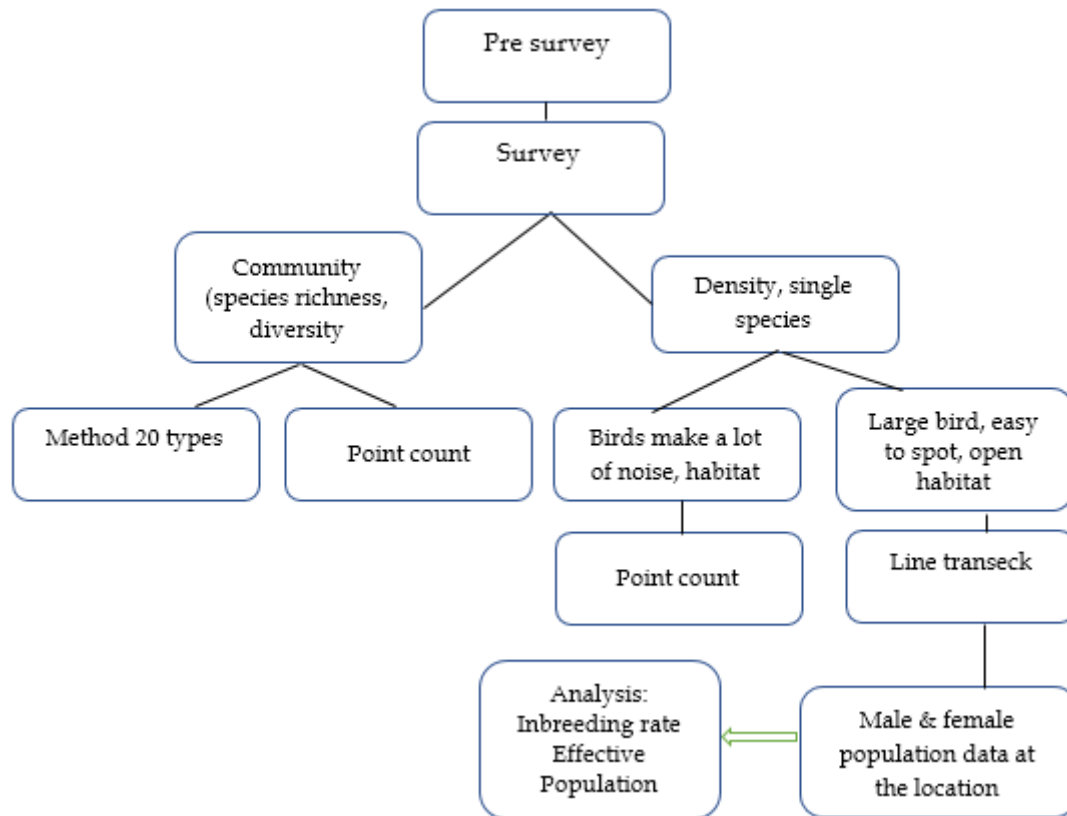 Pre survey
Survey
Community
(species richness,
diversity
Density, single
species
Method 20 types
Point count
Birds make a lot
of noise, habitat
Large bird, easy
to spot, open
habitat
Point count
Line transeck
Analysis:
Inbreeding rate
Effective
Population
Male & female
population data at
the location